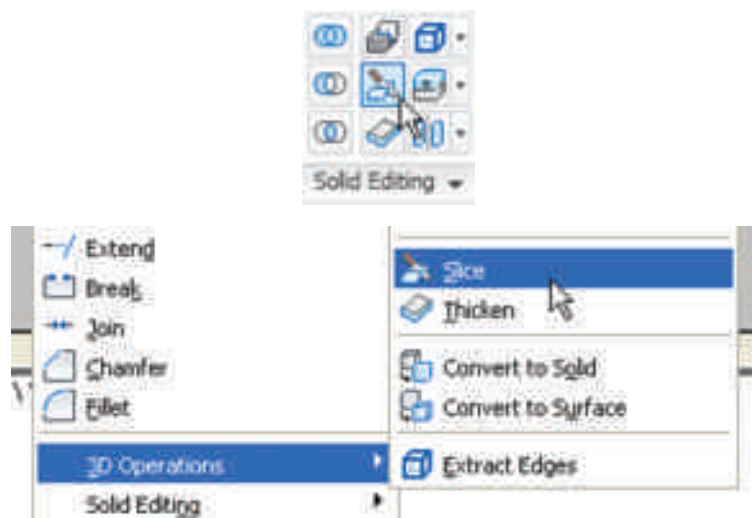 Solid Editing
Extend
Break
Join
Chamfer
Fillet
3D Operations
Solid Editing
Slice
Thicken
Convert to Solid
Convert to Surface
Extract Edges